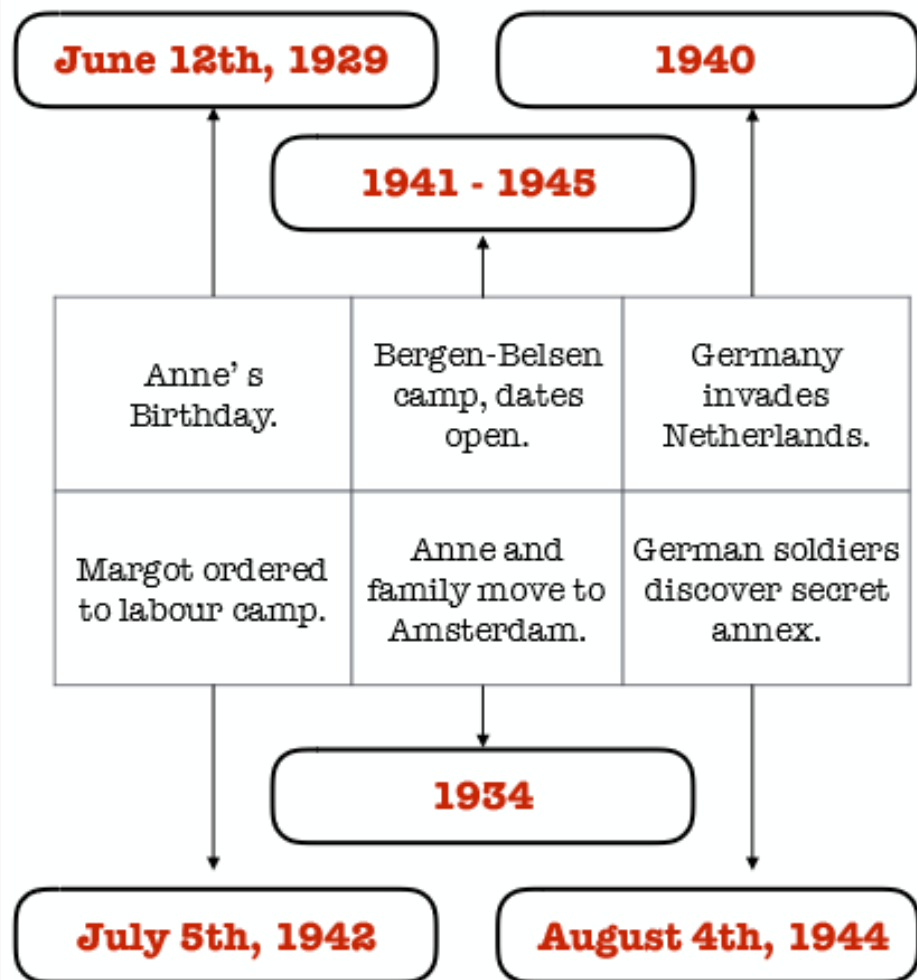 June 12th, 1929
1940
1941 - 1945
Anne’ s
Birthday.
Bergen-Belsen
camp, dates
open.
Germany
invades
Netherlands.
Margot ordered
to labour camp.
Anne and
family move to
Amsterdam.
German soldiers
discover secret
annex.
1934
July 5th, 1942
August 4th, 1944